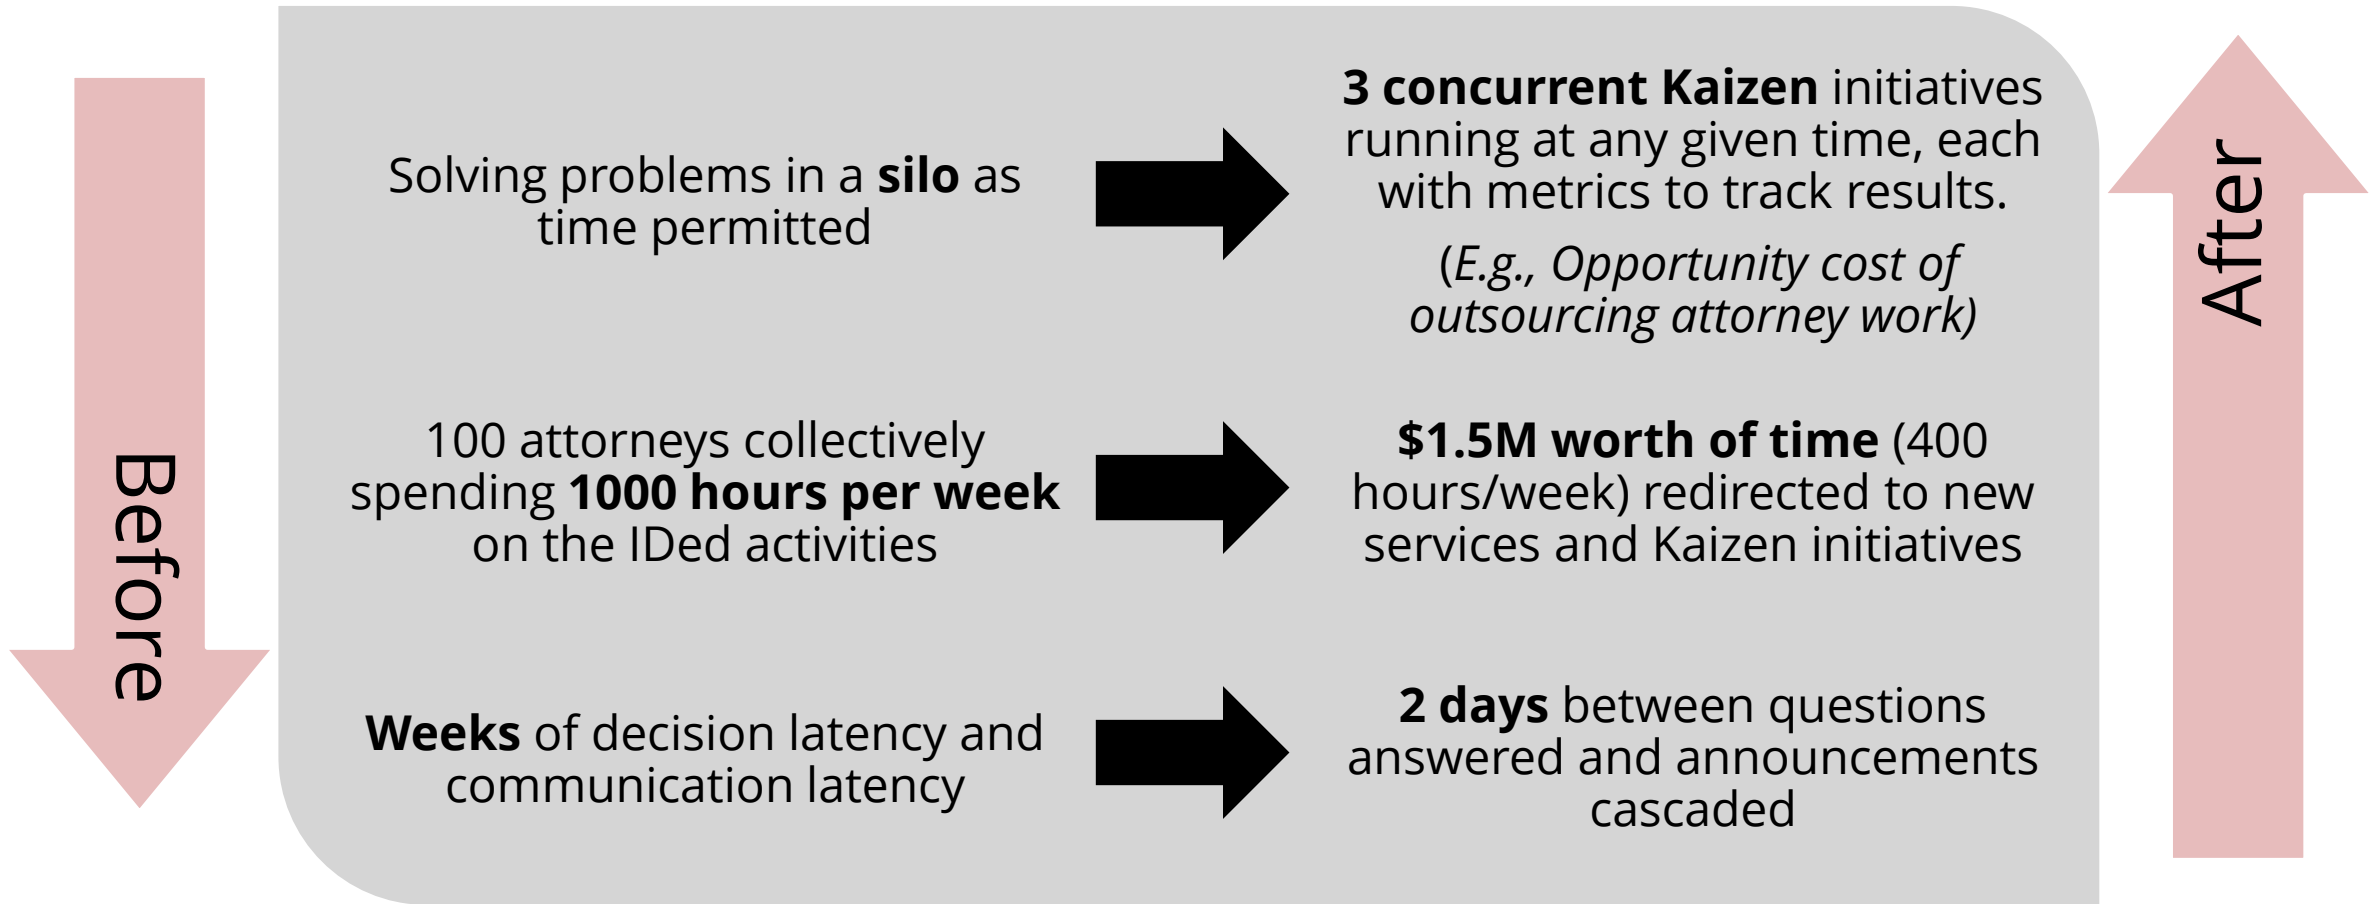 Before
Solving problems in a silo as
time permitted
3 concurrent Kaizen initiatives
running at any given time, each
with metrics to track results.
(E.g., Opportunity cost of
outsourcing attorney work)
100 attorneys collectively
spending 1000 hours per week
on the IDed activities
$1.5M worth of time (400
hours/week) redirected to new
services and Kaizen initiatives
Weeks of decision latency and
communication latency
2 days between questions
answered and announcements
cascaded
After